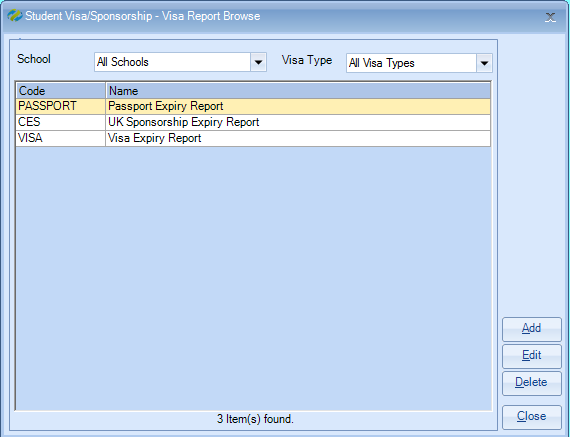 Student Visa/Sponsorship - Visa Report Browse
School All Schools Visa Type All Visa Types
Code Name
PASSPORT Passport Expiry Report
CES UK Sponsorship Expiry Report
VISA Visa Expiry Report
Add
Edit
Delete
Close
3 Item(s) found.